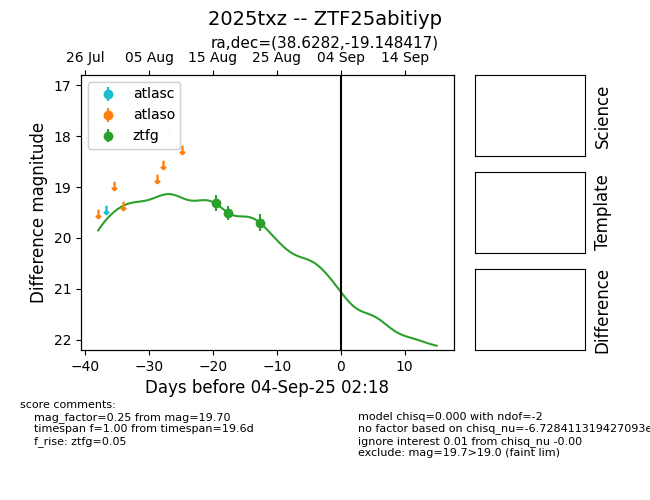 2025txz -- ZTF25abitiyp
ra,dec=(38.6282,-19.148417)
26 Jul 05 Aug 15 Aug 25 Aug 04 Sep 14 Sep
atlasc
atlaso
ztfg
17
18
19
20
21
22
Difference magnitude
−40 −30 −20 −10 0 10
Days before 04-Sep-25 02:18
Science
Template
Difference
score comments:
mag_factor=0.25 from mag=19.70
timespan f=1.00 from timespan=19.6d
f_rise: ztfg=0.05
model chisq=0.000 with ndof=-2
no factor based on chisq_nu=-6.728411319427093e
ignore interest 0.01 from chisq_nu -0.00
exclude: mag=19.7>19.0 (faint lim)